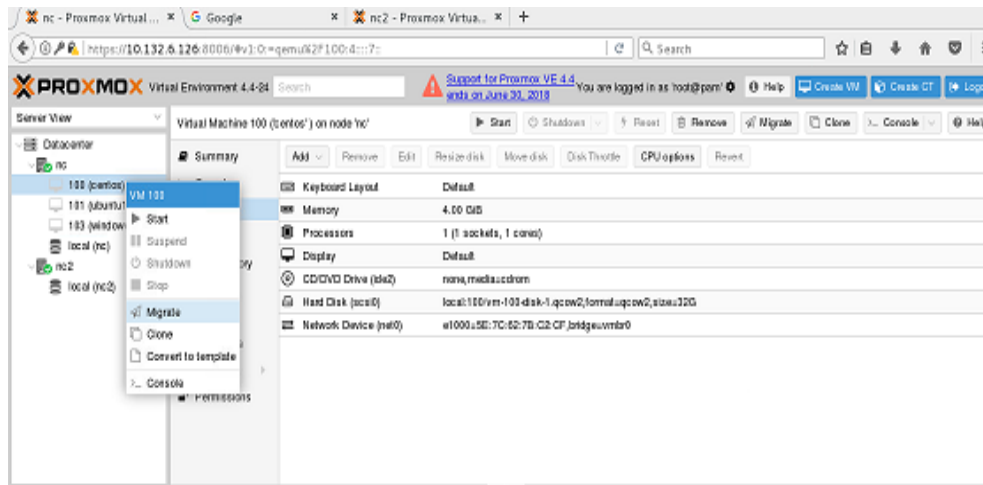 nc - Proxmox Virtual ... × G Google × nc2 - Proxmox Virtua... × +
https://10.132.6.126:8006/#v1:0:=qemu%2F100:4::::7:: Search
PROXMOX Virtual Environment 4.4-24 Search Support for Proxmox VE 4.4 ends on June 30, 2018 You are logged in as 'root@pam' Help Create VM Create CT Logo
Server View Virtual Machine 100 ('centos') on node 'nc' Start Shutdown Reset Remove Migrate Clone >_ Console Hel
Datacenter Summary Add Remove Edit Resize disk Move disk Disk Throttle CPU options Revert
nc
100 (centos) VM 100 Keyboard Layout Default
101 (ubuntu1 Start Memory 4.00 GiB
103 (window Suspend Processors 1 (1 sockets, 1 cores)
local (nc) Shutdown Display Default
nc2 Stop ory CD/DVD Drive (ide2) none,media=cdrom
local (nc2) Migrate Hard Disk (scsi0) local:100/vm-100-disk-1.qcow2,format=qcow2,size=32G
Clone Network Device (net0) e1000=5E:7C:62:7B:C2:CF,bridge=vmbr0
Convert to template
>_ Console
Permissions